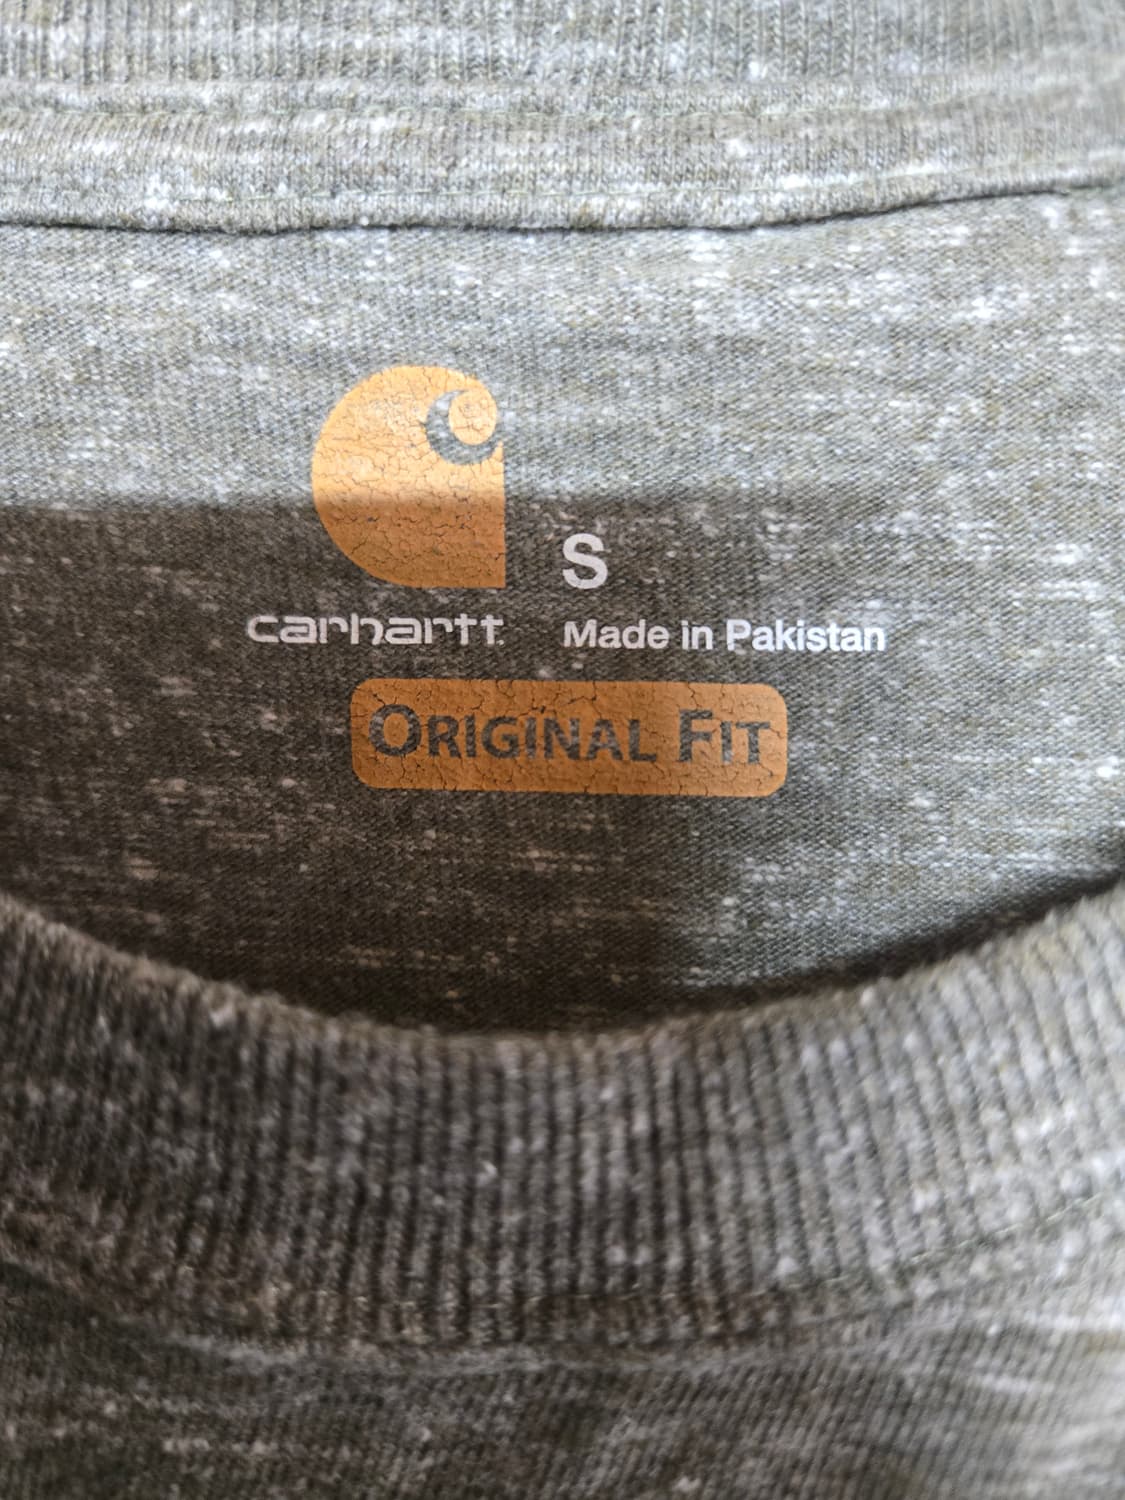 S
carhartt
Made in Pakistan
ORIGINAL FIT